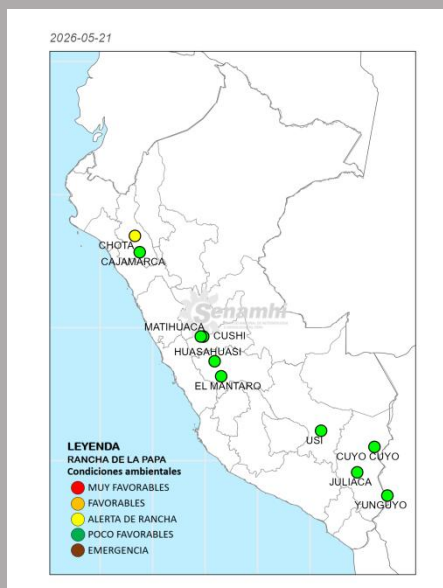 2026-05-21
CHOTA
CAJAMARCA
Senamhi
MATIHUACA
CUSHI
HUASAHUASI
EL MANTARO
USI
CUYO CUYO
JULIACA
YUNGUYO
LEYENDA
RANCHA DE LA PAPA
Condiciones ambientales
MUY FAVORABLES
FAVORABLES
ALERTA DE RANCHA
POCO FAVORABLES
EMERGENCIA